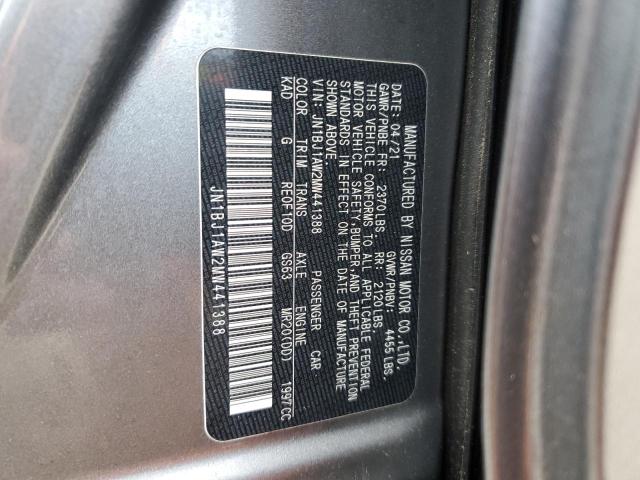 MANUFACTURED BY NISSAN MOTOR CO.,LTD.
DATE: 04/21 GVWR/PNBV: 4455LBS,
GAWR/PNBE FR: 2370LBS, RR: 2120LBS.
THIS VEHICLE CONFORMS TO ALL APPLICABLE FEDERAL
MOTOR VEHICLE SAFETY,BUMPER,AND THEFT PREVENTION
STANDARDS IN EFFECT ON THE DATE OF MANUFACTURE
SHOWN ABOVE.
VIN: JN1BJ1AW2MW441388 PASSENGER CAR
COLOR TRIM TRANS AXLE ENGINE
KAD G RE0F10D GS63 MR20(DD) 1997CC
JN1BJ1AW2MW441388